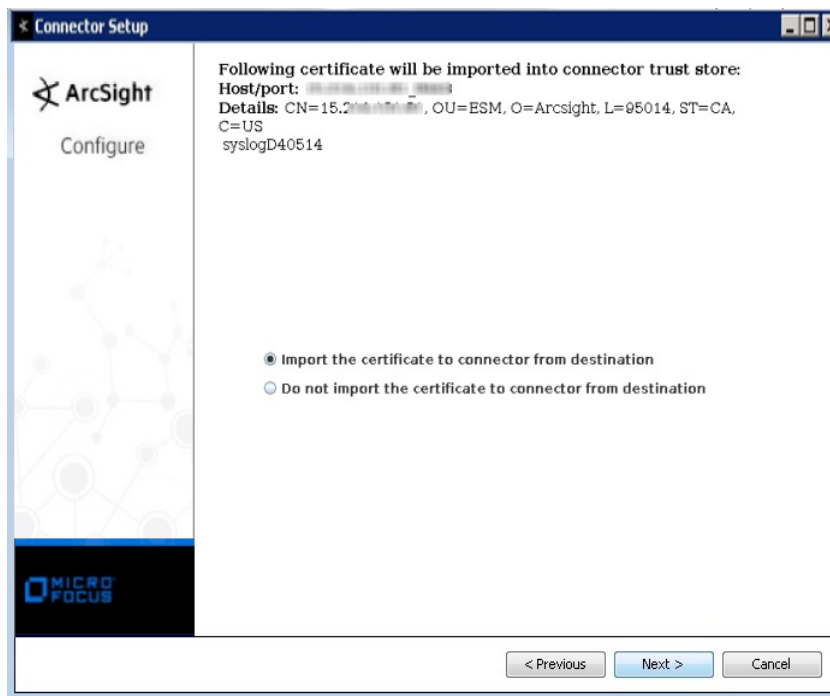 Connector Setup
ArcSight
Configure
Following certificate will be imported into connector trust store:
Host/port:
Details: CN=15.2 , OU=ESM, O=Arcsight, L=95014, ST=CA,
C=US
syslogD40514
Import the certificate to connector from destination
Do not import the certificate to connector from destination
MICRO
FOCUS
< Previous
Next >
Cancel